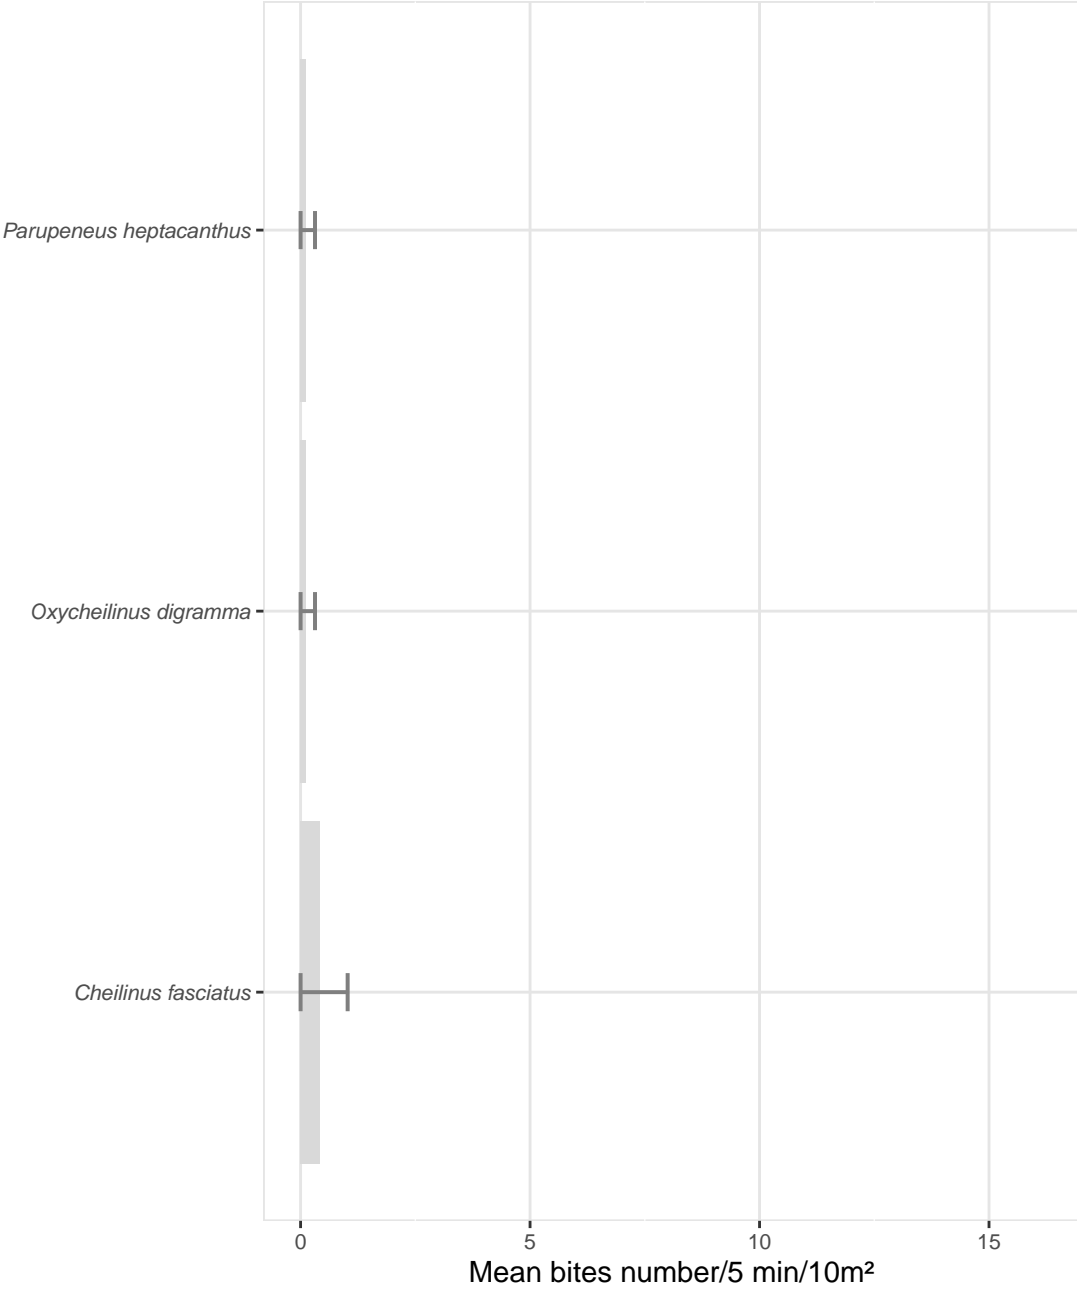 Parupeneus heptacanthus
Oxycheilinus digramma
Cheilinus fasciatus
0 5 10 15
Mean bites number/5 min/10m²